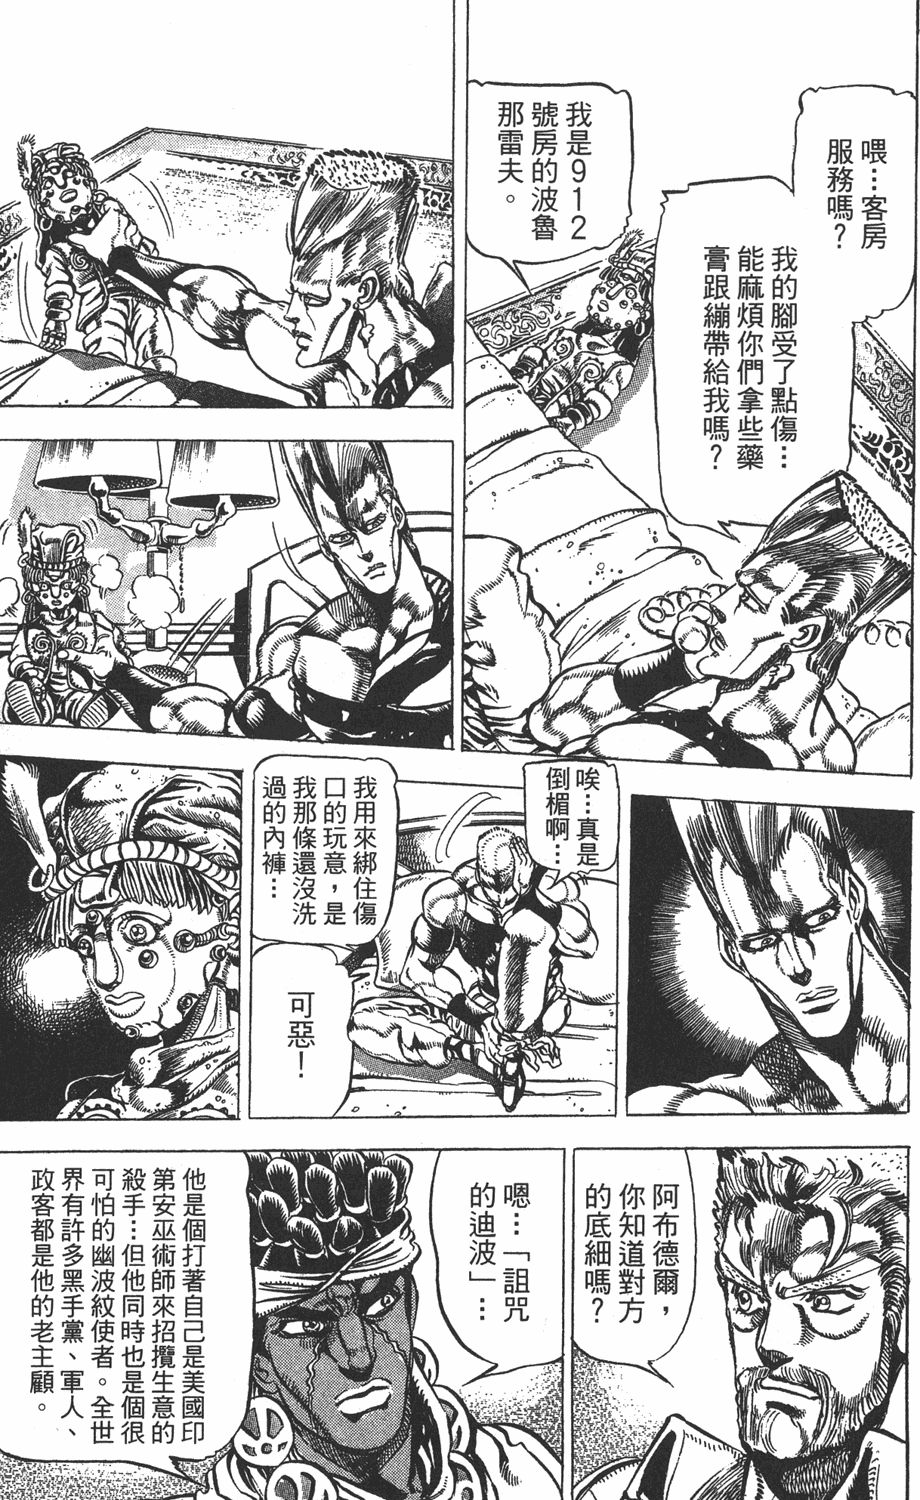 喂…客房
服務嗎？
我的腳受了點傷…
能麻煩你們拿些藥
膏跟繃帶給我嗎？
我是912
號房的波魯
那雷夫。
唉…真是
倒楣啊…
我用來綁住傷
口的玩意，是
我那條還沒洗
過的內褲…
可惡！
阿布德爾，
你知道對方
的底細嗎？
嗯…「詛咒
的迪波」…
他是個打著自己是美國印
第安巫術師來招攬生意的
殺手…但他同時也是個很
可怕的幽波紋使者。全世
界有許多黑手黨、軍人、
政客都是他的老主顧。